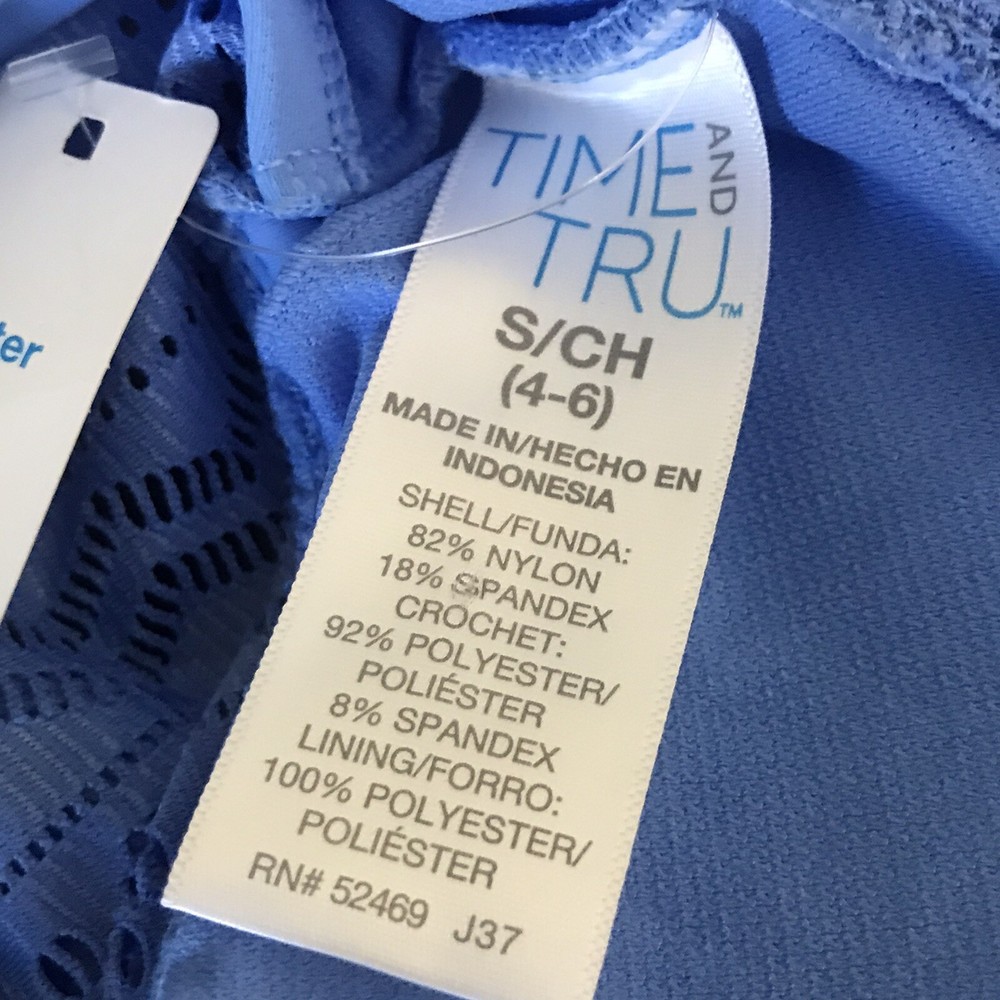 TIME AND
TRU™
S/CH
(4-6)
MADE IN/HECHO EN
INDONESIA
SHELL/FUNDA:
82% NYLON
18% SPANDEX
CROCHET:
92% POLYESTER/
POLIÉSTER
8% SPANDEX
LINING/FORRO:
100% POLYESTER/
POLIÉSTER
RN# 52469 J37